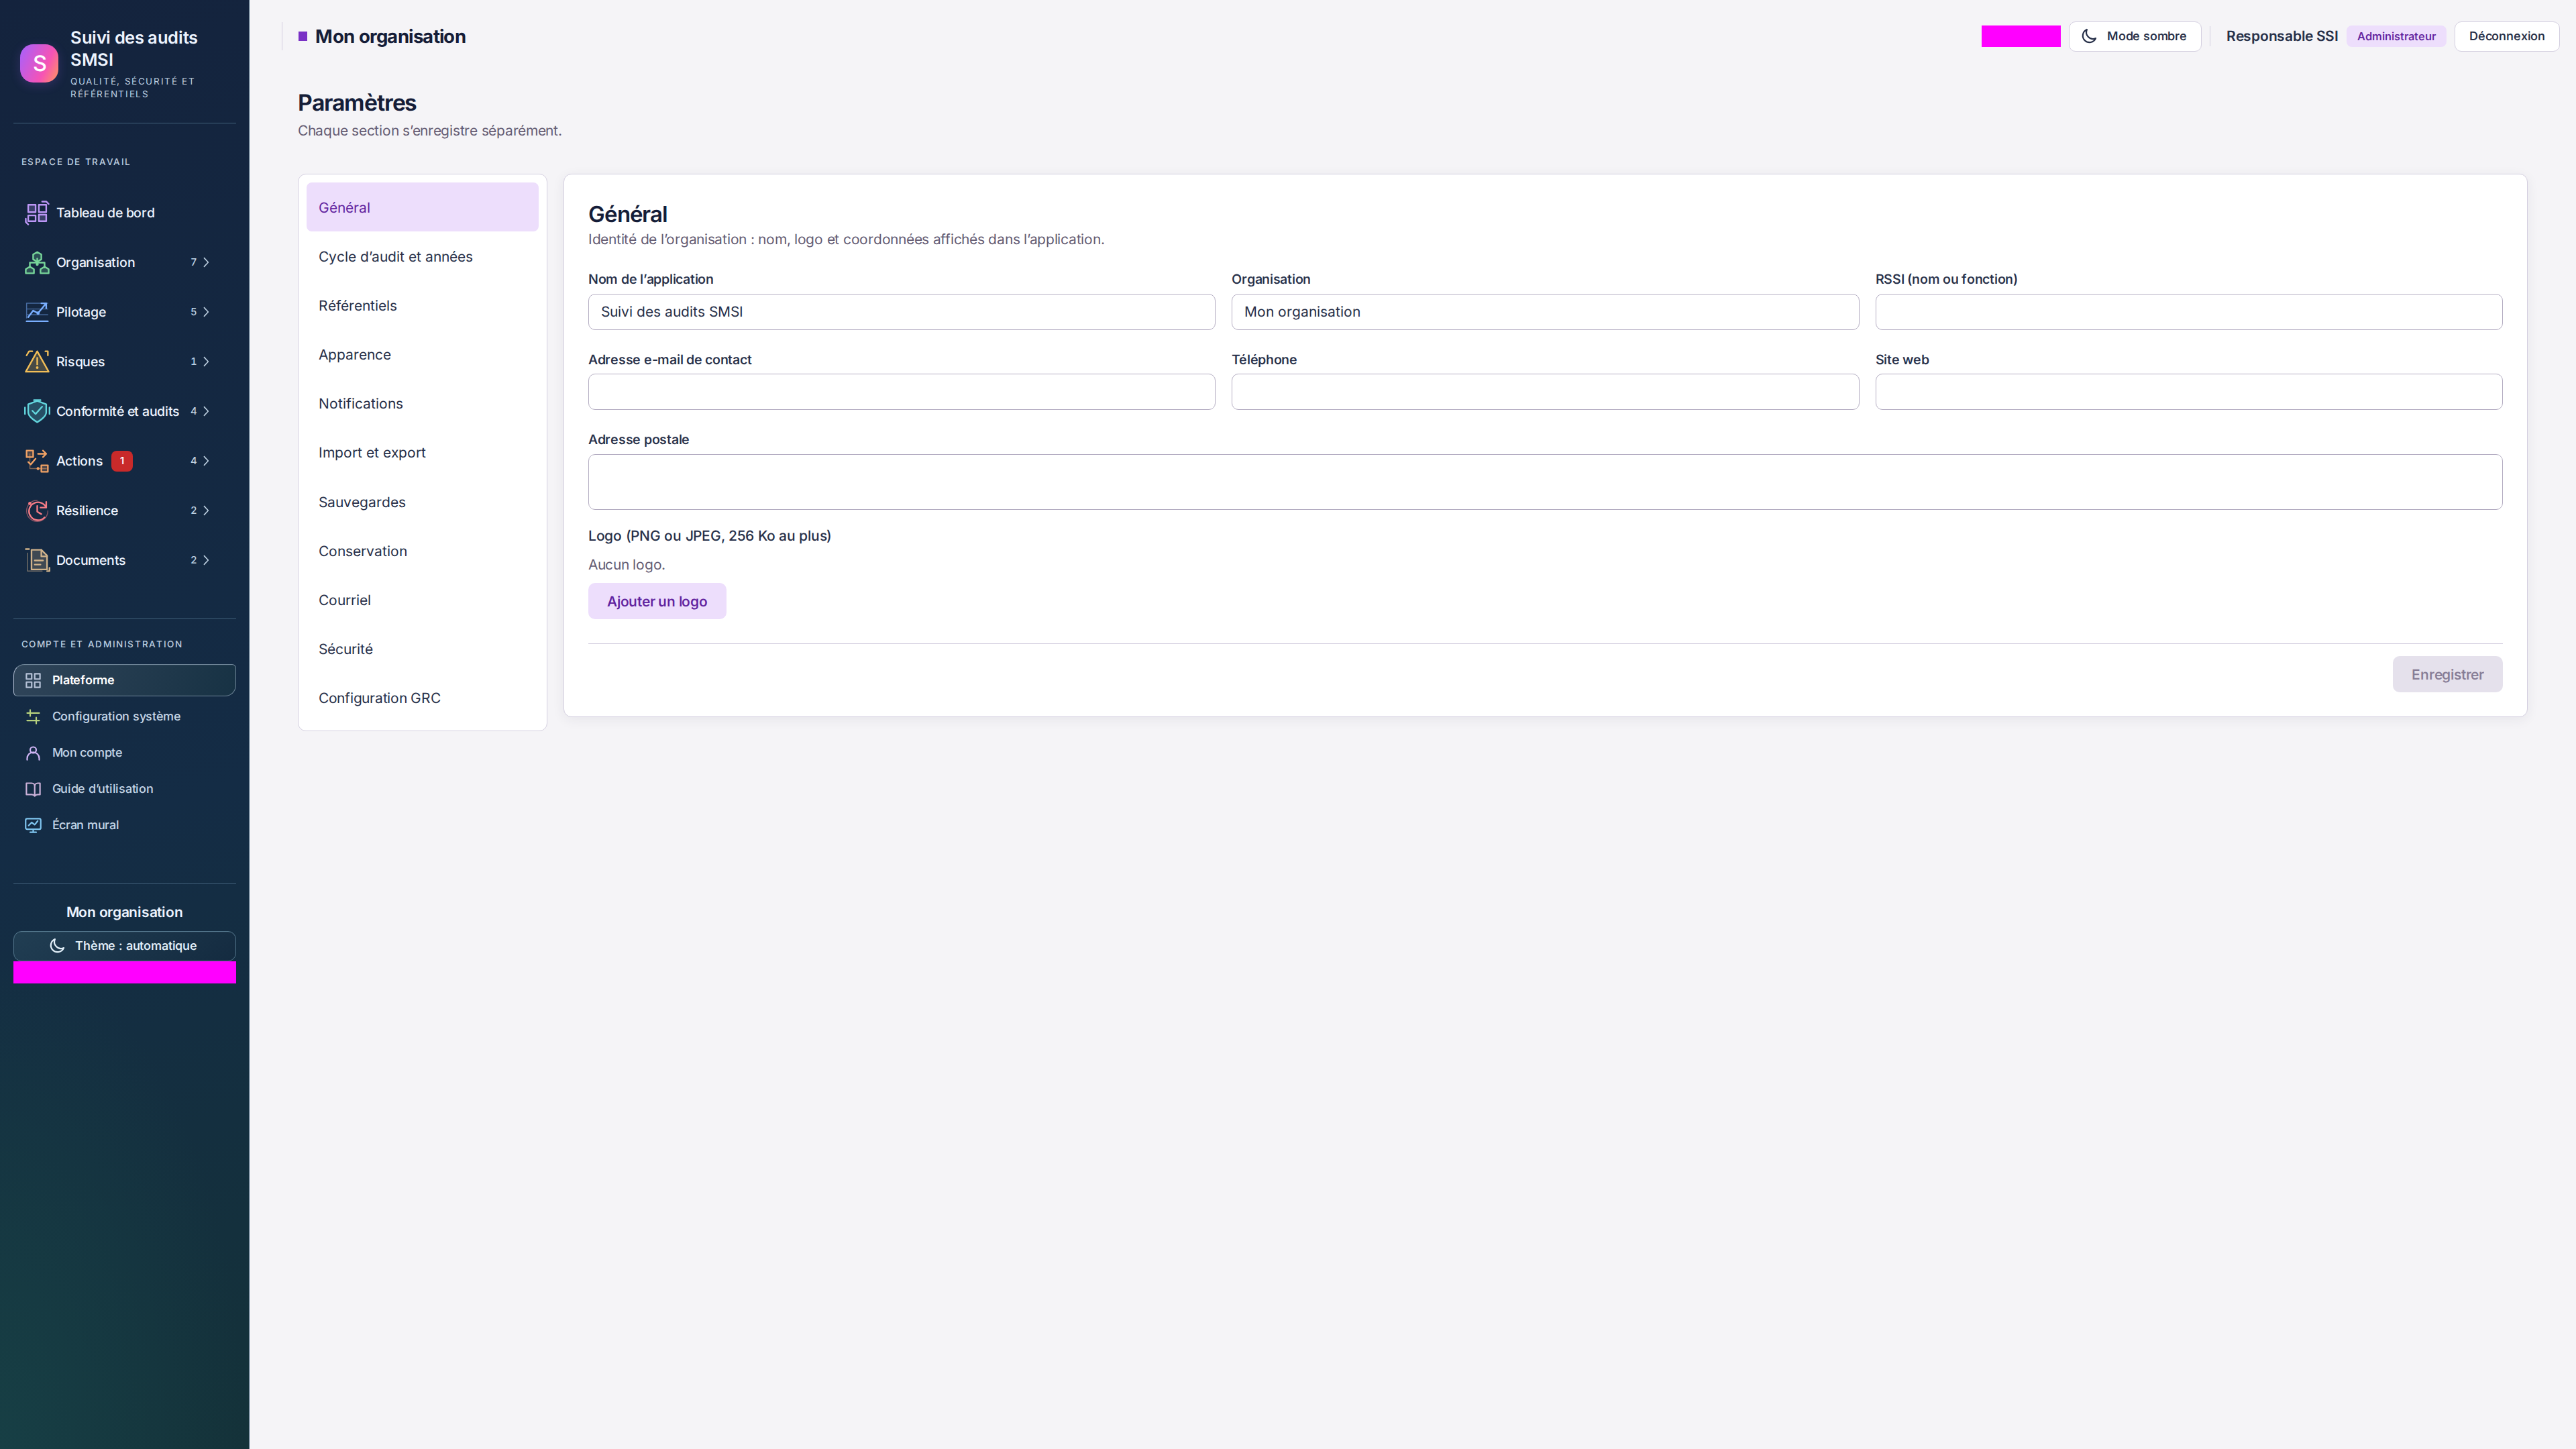 S
Suivi des audits
SMSI
QUALITÉ, SÉCURITÉ ET
RÉFÉRENTIELS
ESPACE DE TRAVAIL
Tableau de bord
Organisation 7
Pilotage 5
Risques 1
Conformité et audits 4
Actions 1 4
Résilience 2
Documents 2
COMPTE ET ADMINISTRATION
Plateforme
Configuration système
Mon compte
Guide d’utilisation
Écran mural
Mon organisation
Thème : automatique
Mon organisation
Mode sombre
Responsable SSI
Administrateur
Déconnexion
Paramètres
Chaque section s’enregistre séparément.
Général
Cycle d’audit et années
Référentiels
Apparence
Notifications
Import et export
Sauvegardes
Conservation
Courriel
Sécurité
Configuration GRC
Général
Identité de l’organisation : nom, logo et coordonnées affichés dans l’application.
Nom de l’application
Suivi des audits SMSI
Organisation
Mon organisation
RSSI (nom ou fonction)
Adresse e-mail de contact
Téléphone
Site web
Adresse postale
Logo (PNG ou JPEG, 256 Ko au plus)
Aucun logo.
Ajouter un logo
Enregistrer